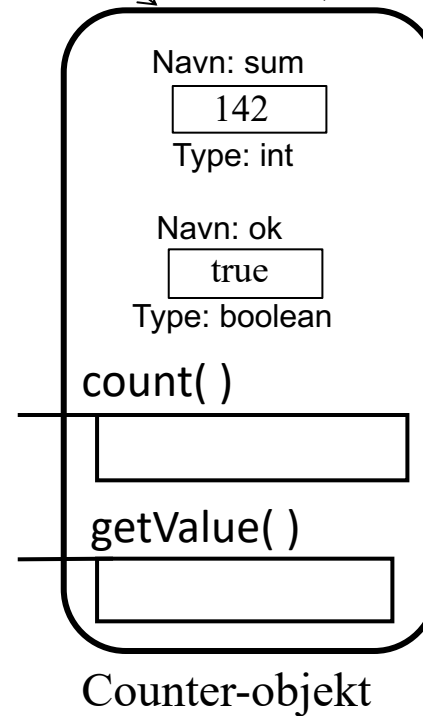 Navn: sum
142
Type: int
Navn: ok
true
Type: boolean
count( )
getValue( )
Counter-objekt